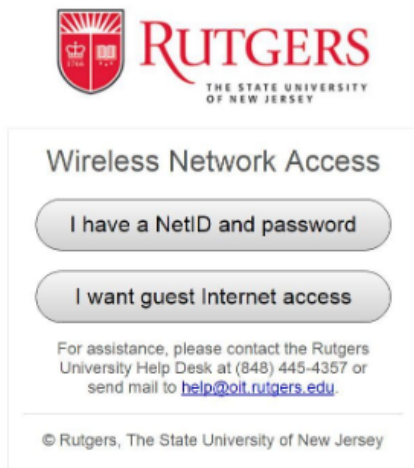 1766
RUTGERS
THE STATE UNIVERSITY
OF NEW JERSEY
Wireless Network Access
I have a NetID and password
I want guest Internet access
For assistance, please contact the Rutgers
University Help Desk at (848) 445-4357 or
send mail to help@oit.rutgers.edu.
© Rutgers, The State University of New Jersey